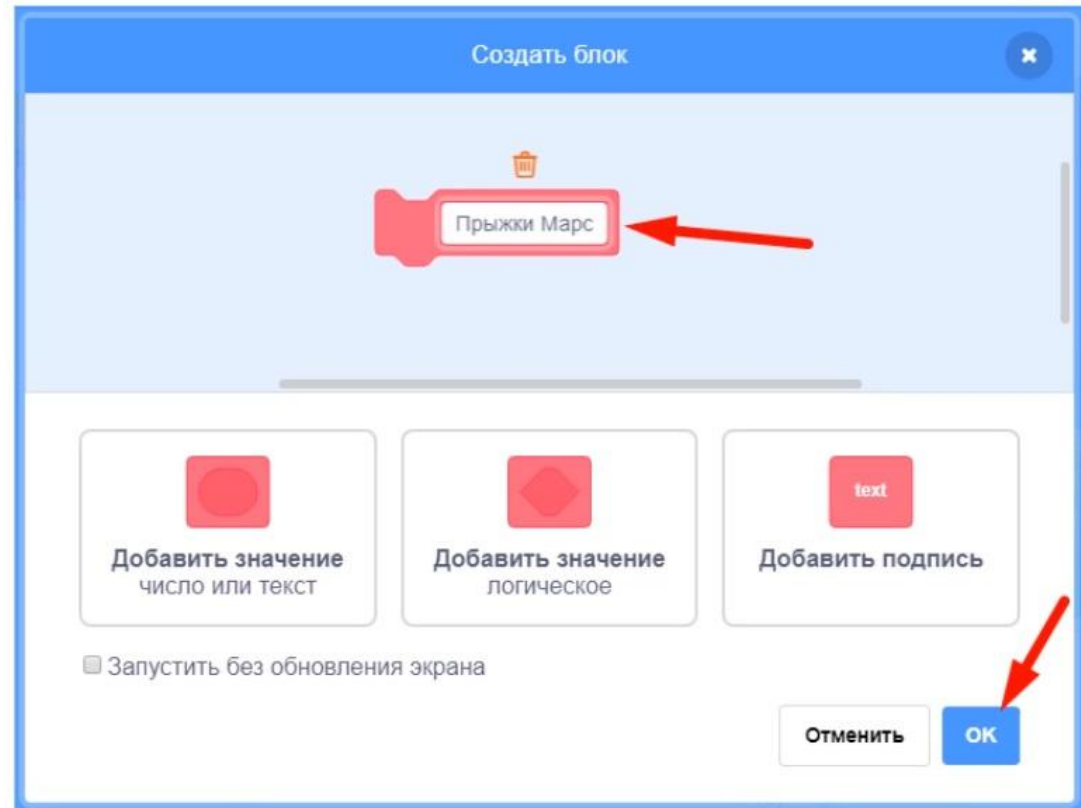 Создать блок
Прыжки Марс
text
Добавить значение
число или текст
Добавить значение
логическое
Добавить подпись
Запустить без обновления экрана
Отменить
ОК